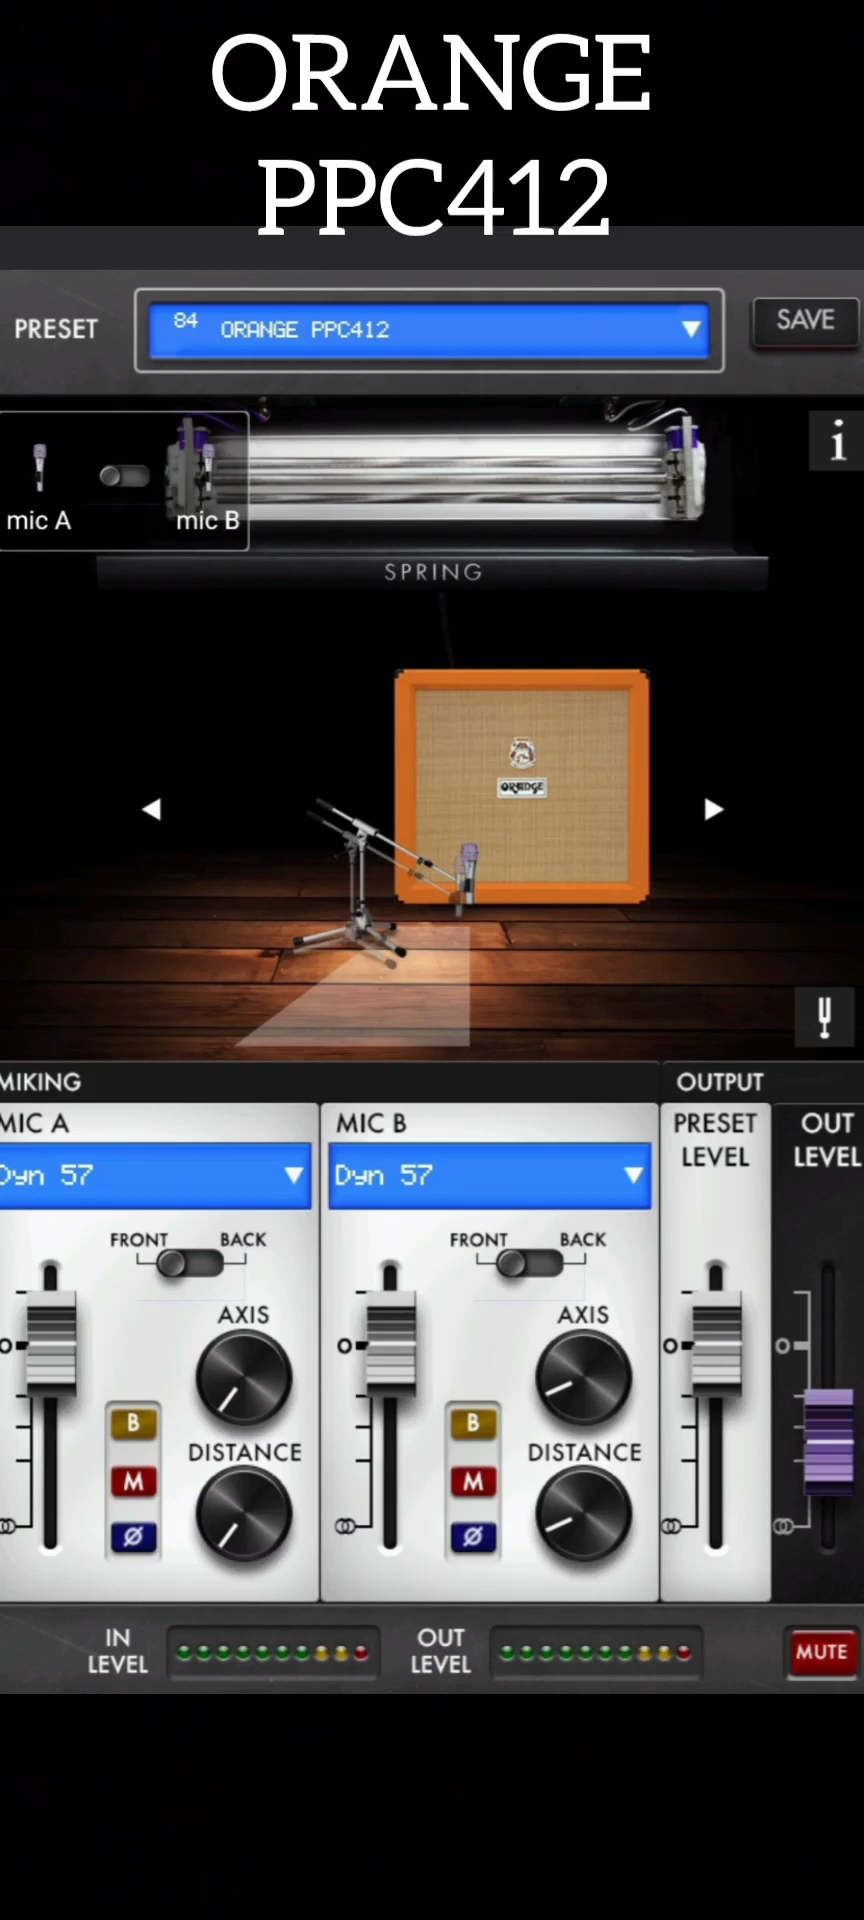 ORANGE
PPC412
PRESET
84 ORANGE PPC412
SAVE
i
mic A
mic B
SPRING
ORANGE
MIKING
OUTPUT
MIC A
MIC B
PRESET
LEVEL
OUT
LEVEL
Dyn 57
Dyn 57
FRONT
BACK
FRONT
BACK
AXIS
AXIS
O
O
O
O
B
B
DISTANCE
DISTANCE
M
M
Ø
Ø
IN
LEVEL
OUT
LEVEL
MUTE